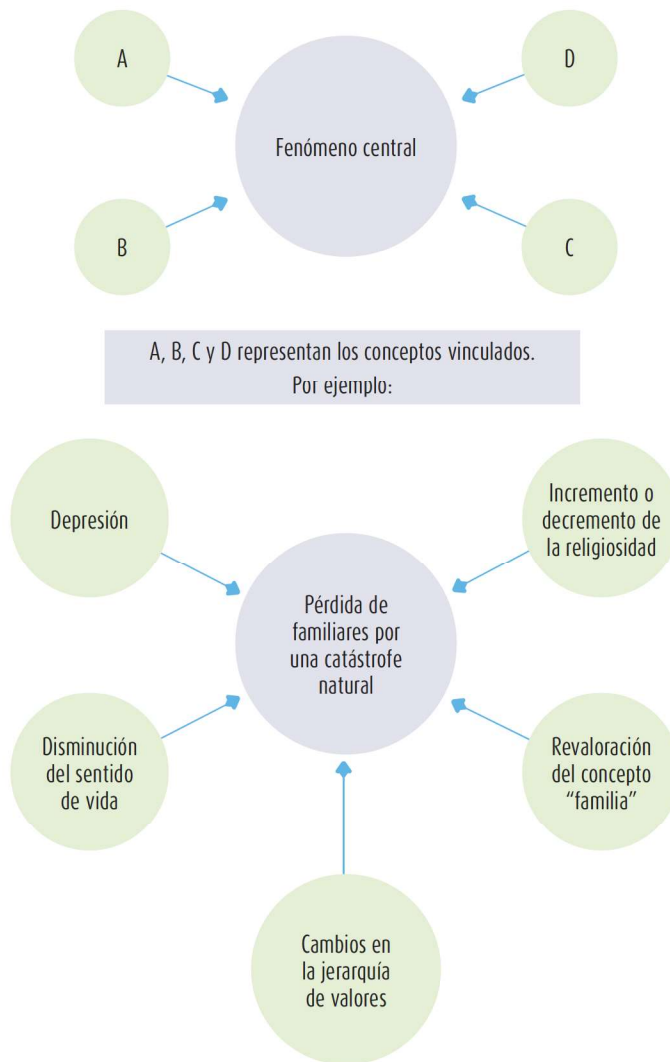 A
D
Fenómeno central
B
C
A, B, C y D representan los conceptos vinculados.
Por ejemplo:
Depresión
Incremento o
decremento de
la religiosidad
Pérdida de
familiares por
una catástrofe
natural
Disminución
del sentido
de vida
Revaloración
del concepto
“familia”
Cambios en
la jerarquía
de valores